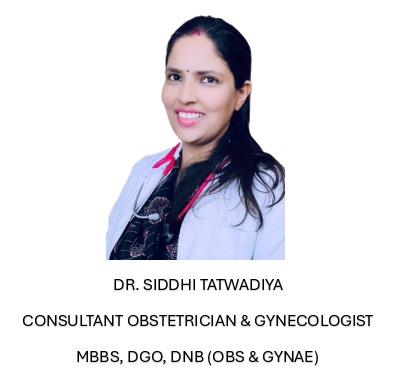 DR. SIDDHI TATWADIYA
CONSULTANT OBSTETRICIAN & GYNECOLOGIST
MBBS, DGO, DNB (OBS & GYNAE)